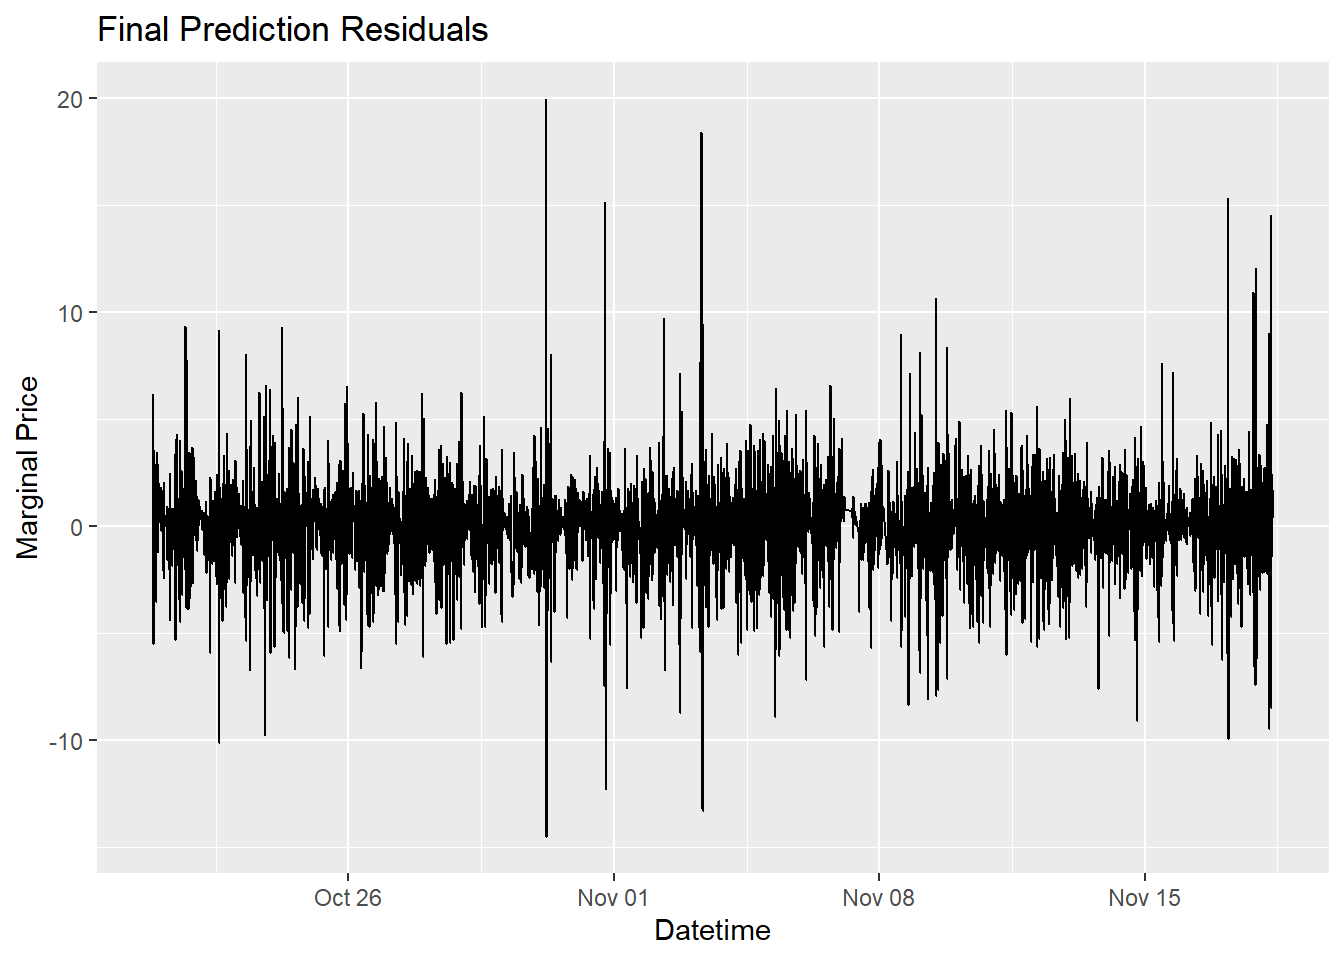 Final Prediction Residuals
20
10
0
-10
Marginal Price
Oct 26
Nov 01
Nov 08
Nov 15
Datetime